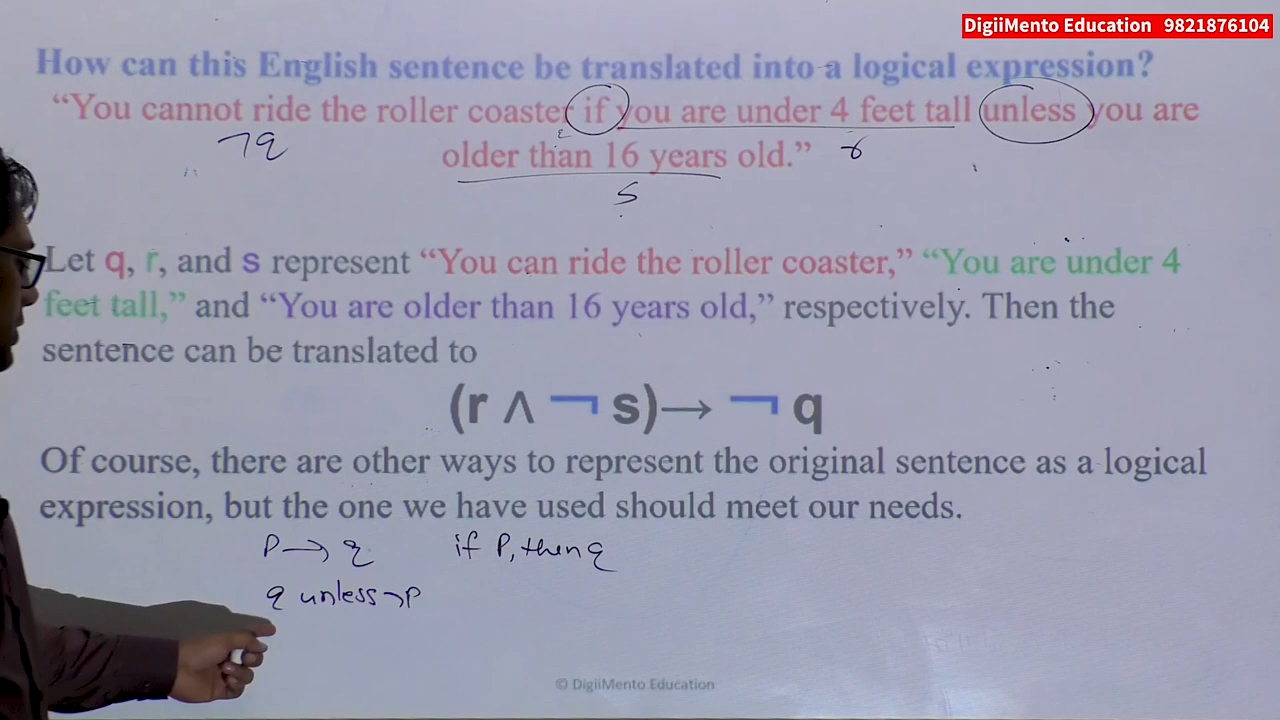 DigiiMento Education 9821876104
How can this English sentence be translated into a logical expression?
“You cannot ride the roller coaster if you are under 4 feet tall unless you are
¬q
older than 16 years old.” r
s
Let q, r, and s represent “You can ride the roller coaster,” “You are under 4
feet tall,” and “You are older than 16 years old,” respectively. Then the
sentence can be translated to
(r ∧ ¬ s)→ ¬ q
Of course, there are other ways to represent the original sentence as a logical
expression, but the one we have used should meet our needs.
P → q if P, then q
q unless ¬P
© DigiiMento Education